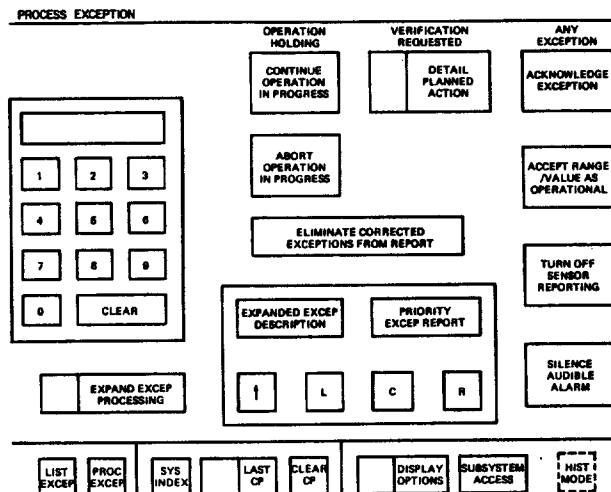 PROCESS EXCEPTION
OPERATION
HOLDING
VERIFICATION
REQUESTED
ANY
EXCEPTION
CONTINUE
OPERATION
IN PROGRESS
DETAIL
PLANNED
ACTION
ACKNOWLEDGE
EXCEPTION
1 2 3
4 5 6
7 8 9
0 CLEAR
ABORT
OPERATION
IN PROGRESS
ACCEPT RANGE
/VALUE AS
OPERATIONAL
ELIMINATE CORRECTED
EXCEPTIONS FROM REPORT
TURN OFF
SENSOR
REPORTING
EXPANDED EXCEP
DESCRIPTION
PRIORITY
EXCEP REPORT
↑ L C R
SILENCE
AUDIBLE
ALARM
EXPAND EXCEP
PROCESSING
LIST
EXCEP
PROC
EXCEP
SYS
INDEX
LAST
CP
CLEAR
CP
DISPLAY
OPTIONS
SUBSYSTEM
ACCESS
HIST
MODE